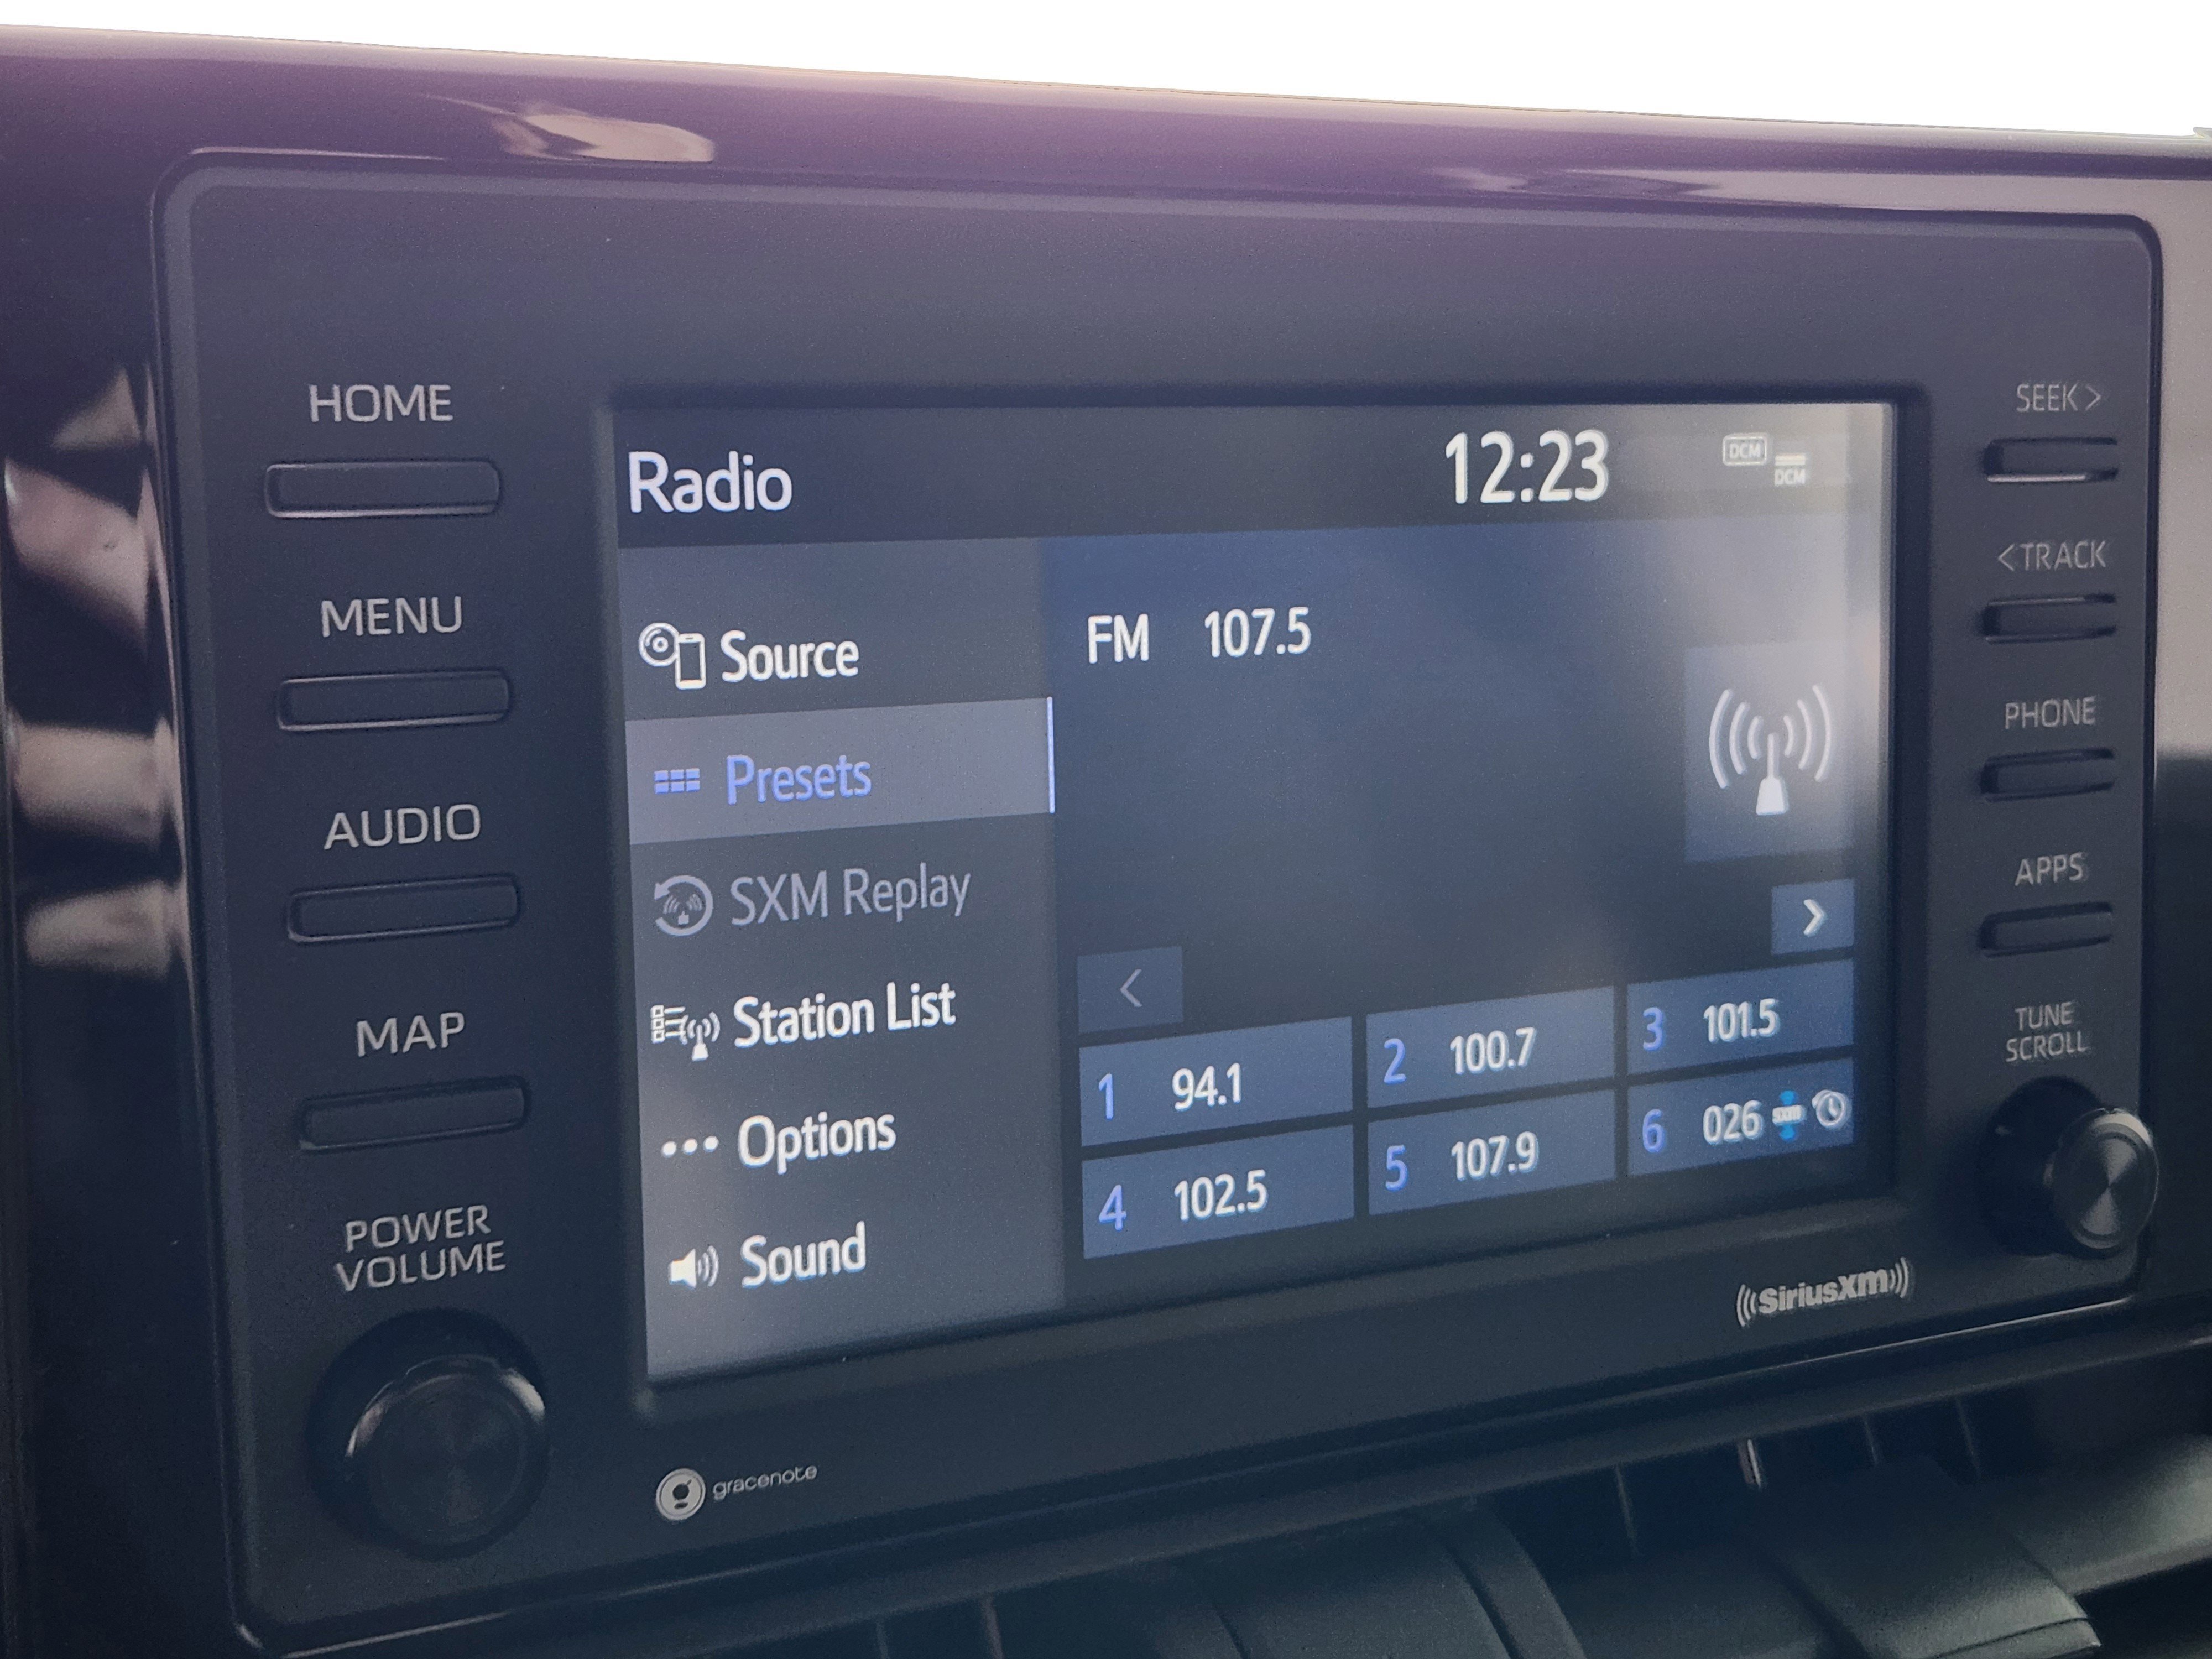 HOME
MENU
AUDIO
MAP
POWER
VOLUME
Radio
12:23
DCM
DCM
Source
Presets
SXM Replay
Station List
Options
Sound
FM 107.5
<
>
1 94.1
2 100.7
3 101.5
4 102.5
5 107.9
6 026 SXM
SEEK >
< TRACK
PHONE
APPS
TUNE
SCROLL
SiriusXM
gracenote